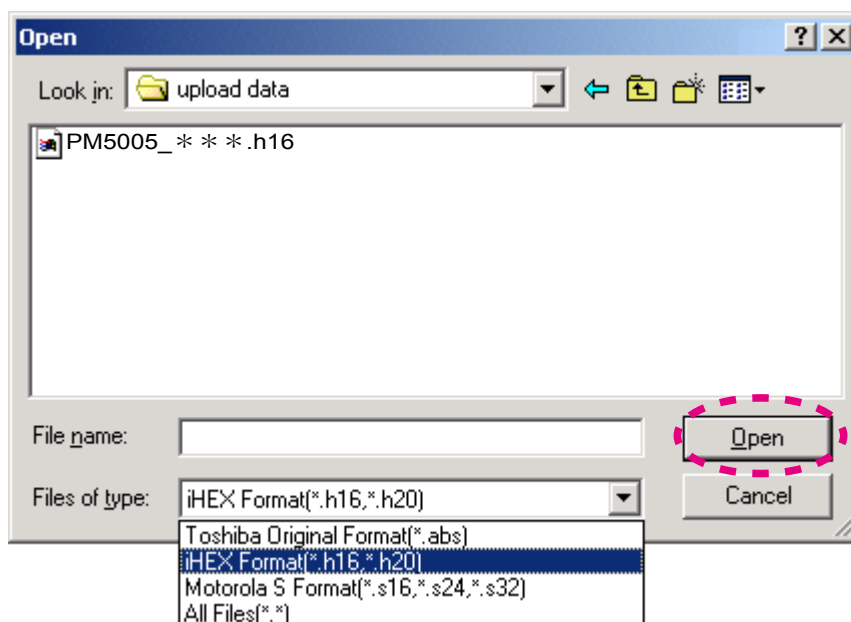 Open
Look in: upload data
PM5005_＊＊＊.h16
File name:
Open
Files of type: iHEX Format(*.h16,*.h20)
Cancel
Toshiba Original Format(*.abs)
iHEX Format(*.h16,*.h20)
Motorola S Format(*.s16,*.s24,*.s32)
All Files(*.*)